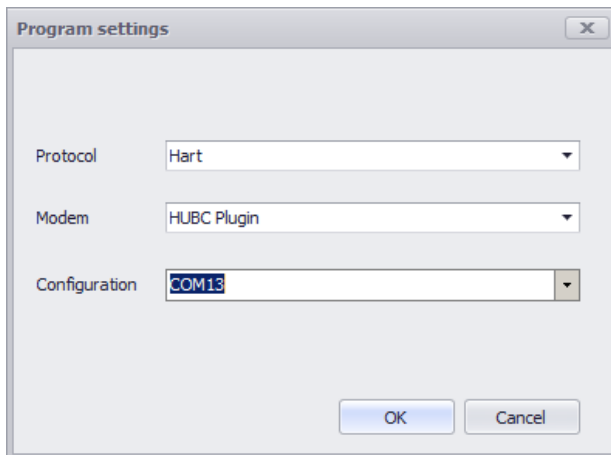 Program settings
Protocol Hart
Modem HUBC Plugin
Configuration COM13
OK Cancel